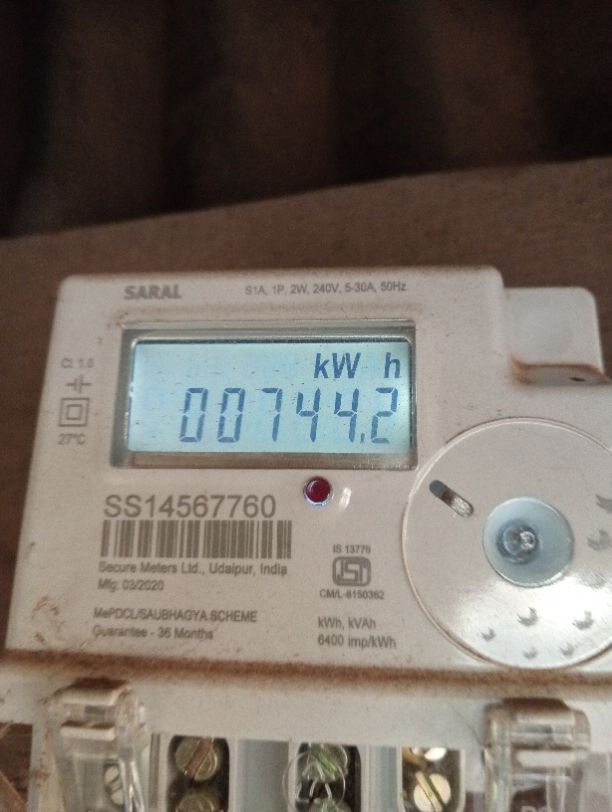 SARAL
S1A, 1P, 2W, 240V, 5-30A, 50Hz
kW h
00744.2
Cl 1.0
27°C
SS14567760
Secure Meters Ltd., Udaipur, India
Mfg. 03/2020
MePDCL/SAUBHAGYA SCHEME
Guarantee - 36 Months
IS 13779
ISI
CM/L-8150362
kWh, kVAh
6400 imp/kWh